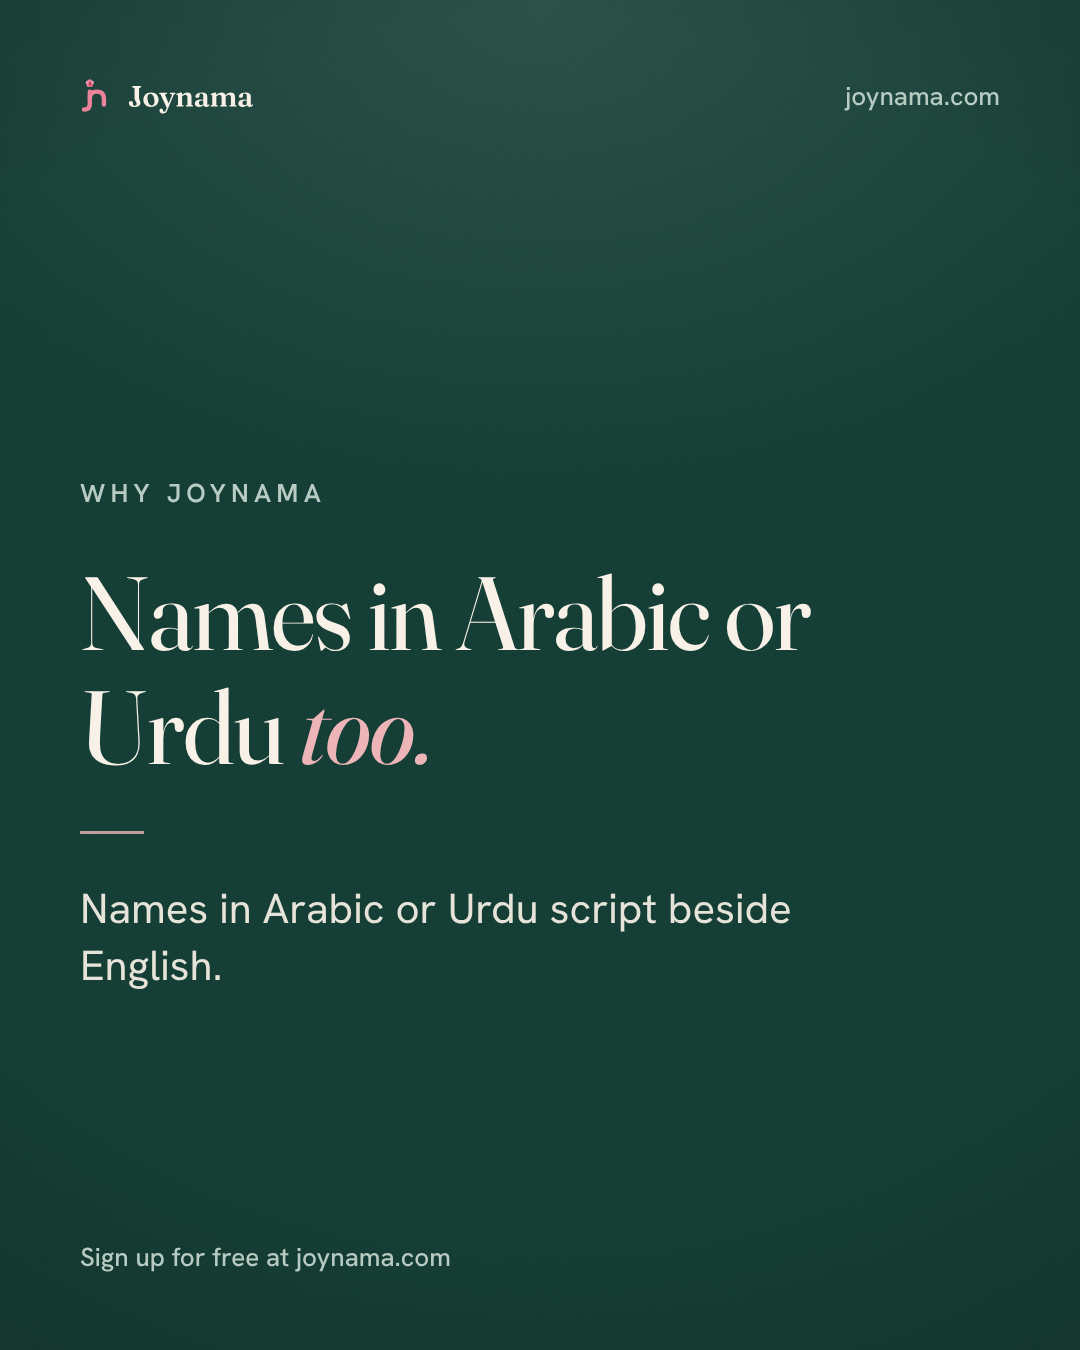 Joynama
joynama.com
WHY JOYNAMA
Names in Arabic or
Urdu too.
Names in Arabic or Urdu script beside
English.
Sign up for free at joynama.com